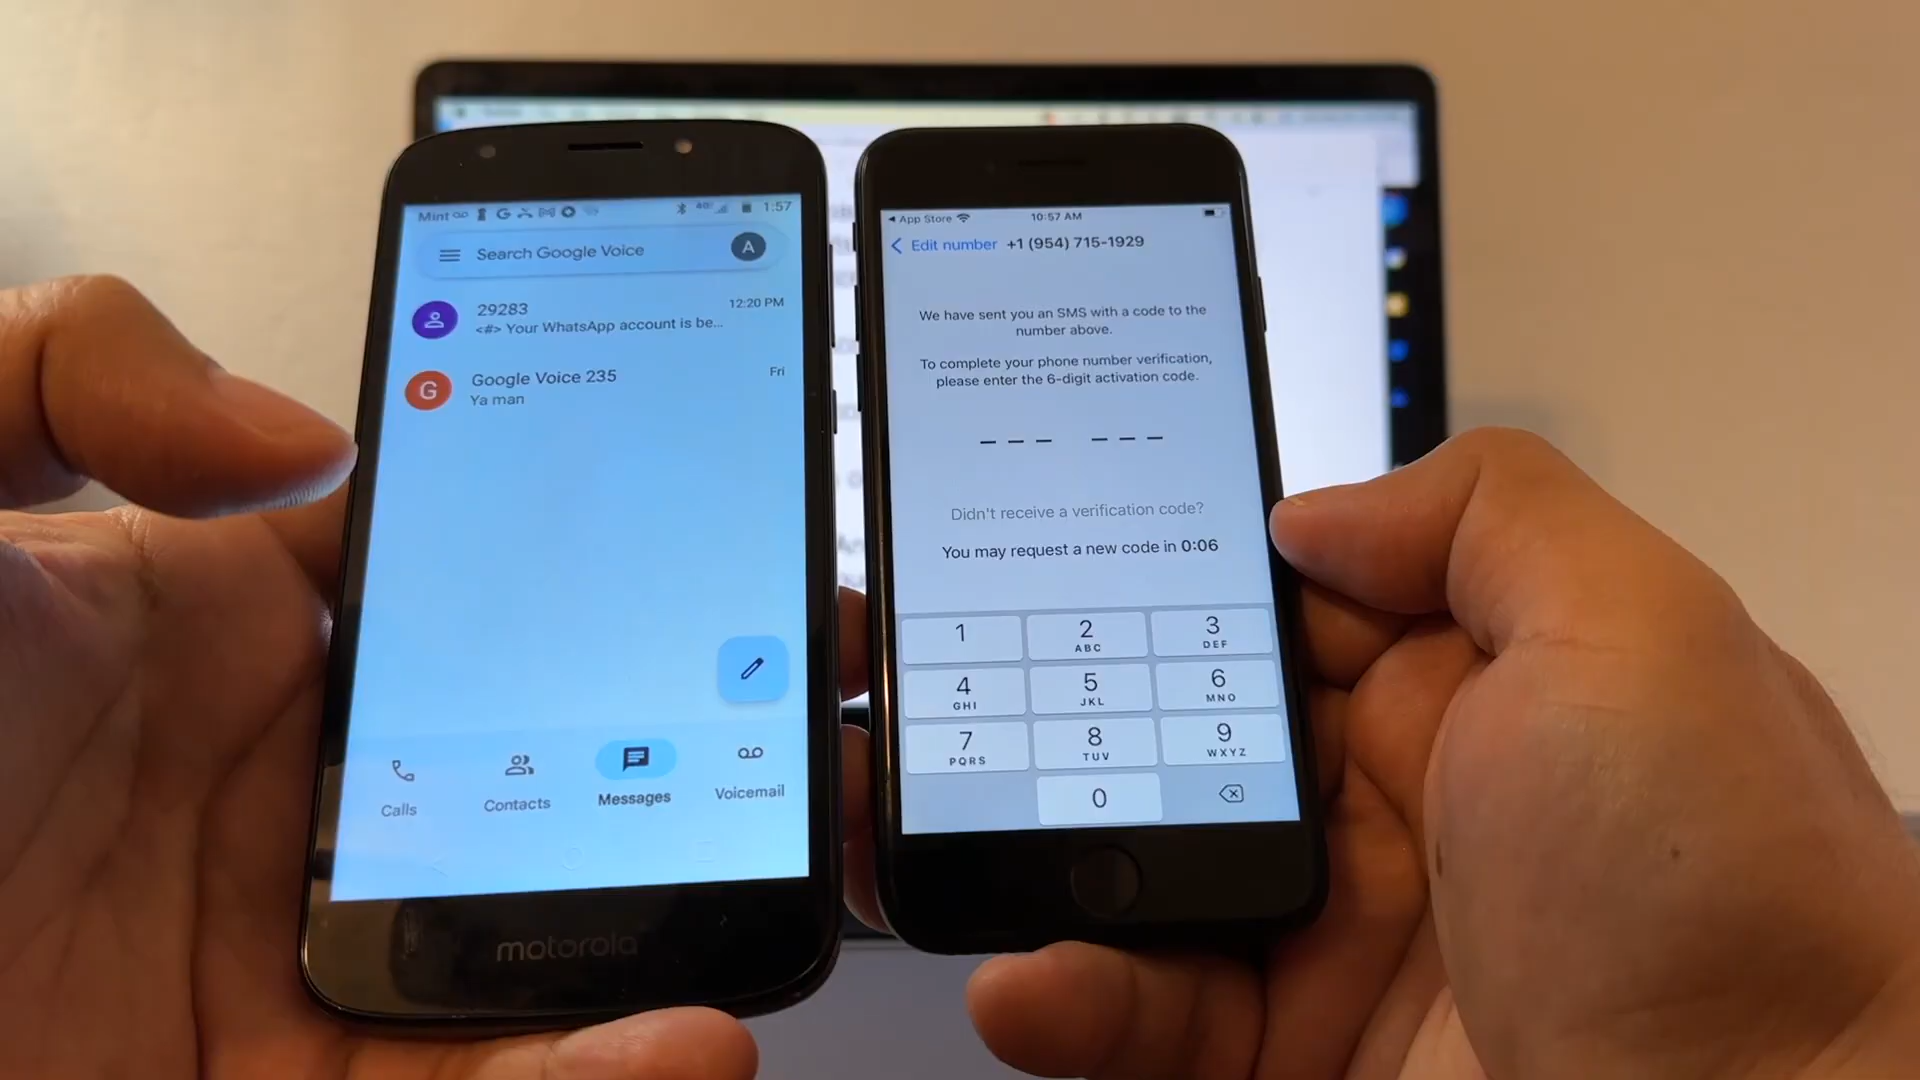 Mint
4G
1:57
Search Google Voice
A
29283
12:20 PM
<#> Your WhatsApp account is be...
G
Google Voice 235
Fri
Ya man
Calls
Contacts
Messages
Voicemail
motorola
App Store
10:57 AM
Edit number
+1 (954) 715-1929
We have sent you an SMS with a code to the
number above.
To complete your phone number verification,
please enter the 6-digit activation code.
Didn't receive a verification code?
You may request a new code in 0:06
1
2
ABC
3
DEF
4
GHI
5
JKL
6
MNO
7
PQRS
8
TUV
9
WXYZ
0